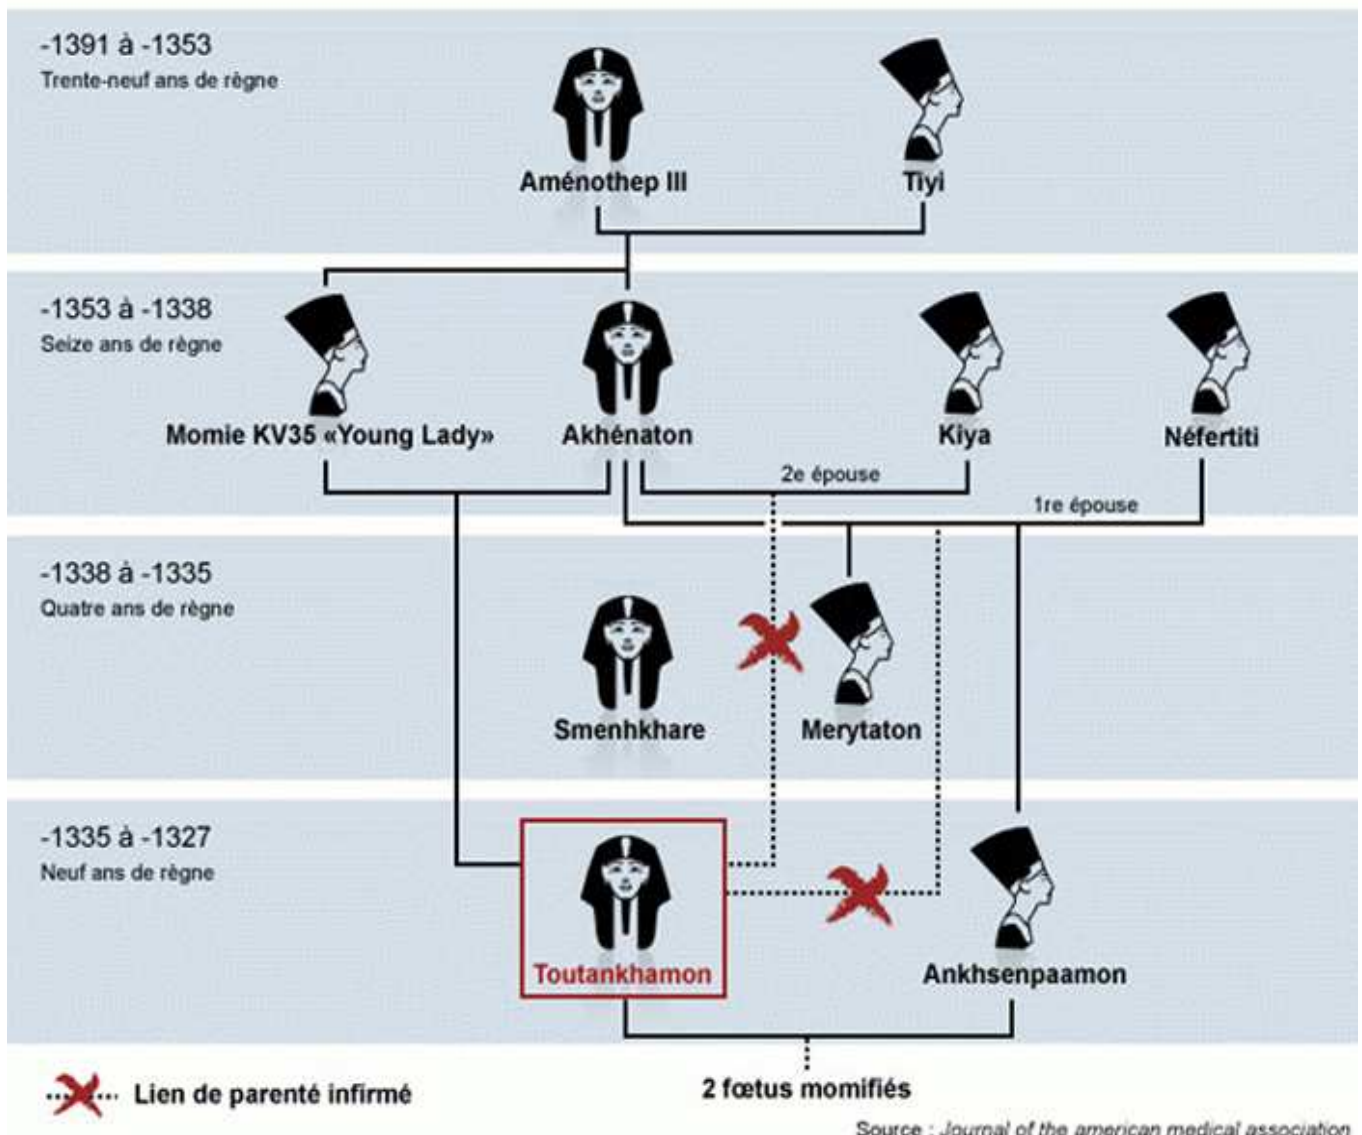 -1391 à -1353
Trente-neuf ans de règne
Aménothep III
Tiyi
-1353 à -1338
Seize ans de règne
Momie KV35 «Young Lady»
Akhénaton
Kiya
Néfertiti
2e épouse
1re épouse
-1338 à -1335
Quatre ans de règne
Smenhkhare
Merytaton
-1335 à -1327
Neuf ans de règne
Toutankhamon
Ankhsenpaamon
Lien de parenté infirmé
2 fœtus momifiés
Source : Journal of the american medical association